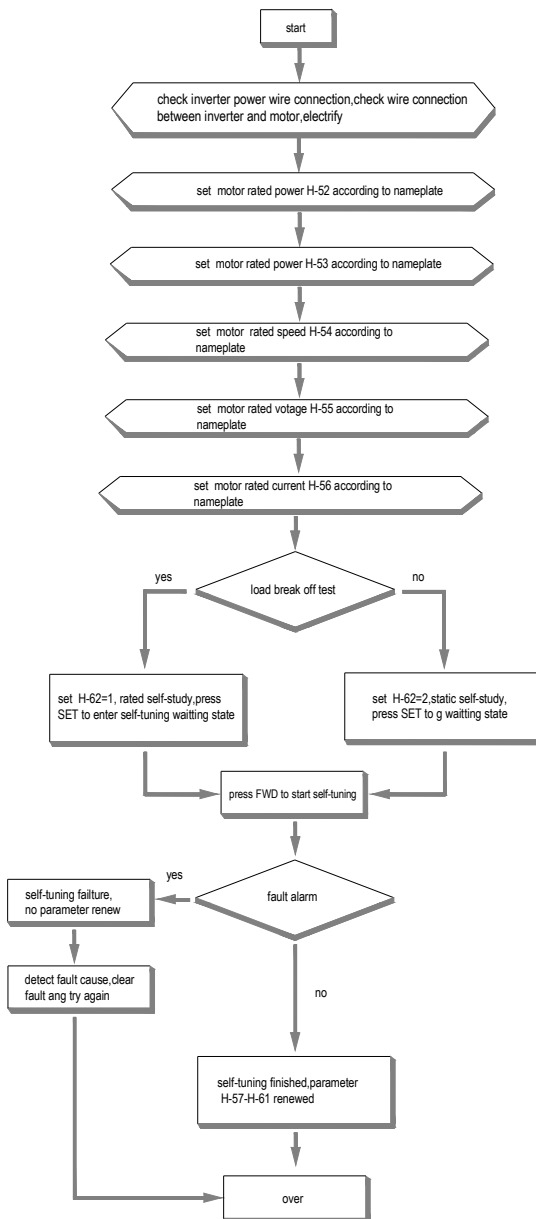 start
check inverter power wire connection,check wire connection
between inverter and motor,electrify
set motor rated power H-52 according to nameplate
set motor rated power H-53 according to nameplate
set motor rated speed H-54 according to
nameplate
set motor rated votage H-55 according to
nameplate
set motor rated current H-56 according to
nameplate
yes
load break off test
no
set H-62=1, rated self-study,press
SET to enter self-tuning waitting state
set H-62=2,static self-study,
press SET to g waitting state
press FWD to start self-tuning
yes
fault alarm
self-tuning failture,
no parameter renew
detect fault cause,clear
fault ang try again
no
self-tuning finished,parameter
H-57-H-61 renewed
over